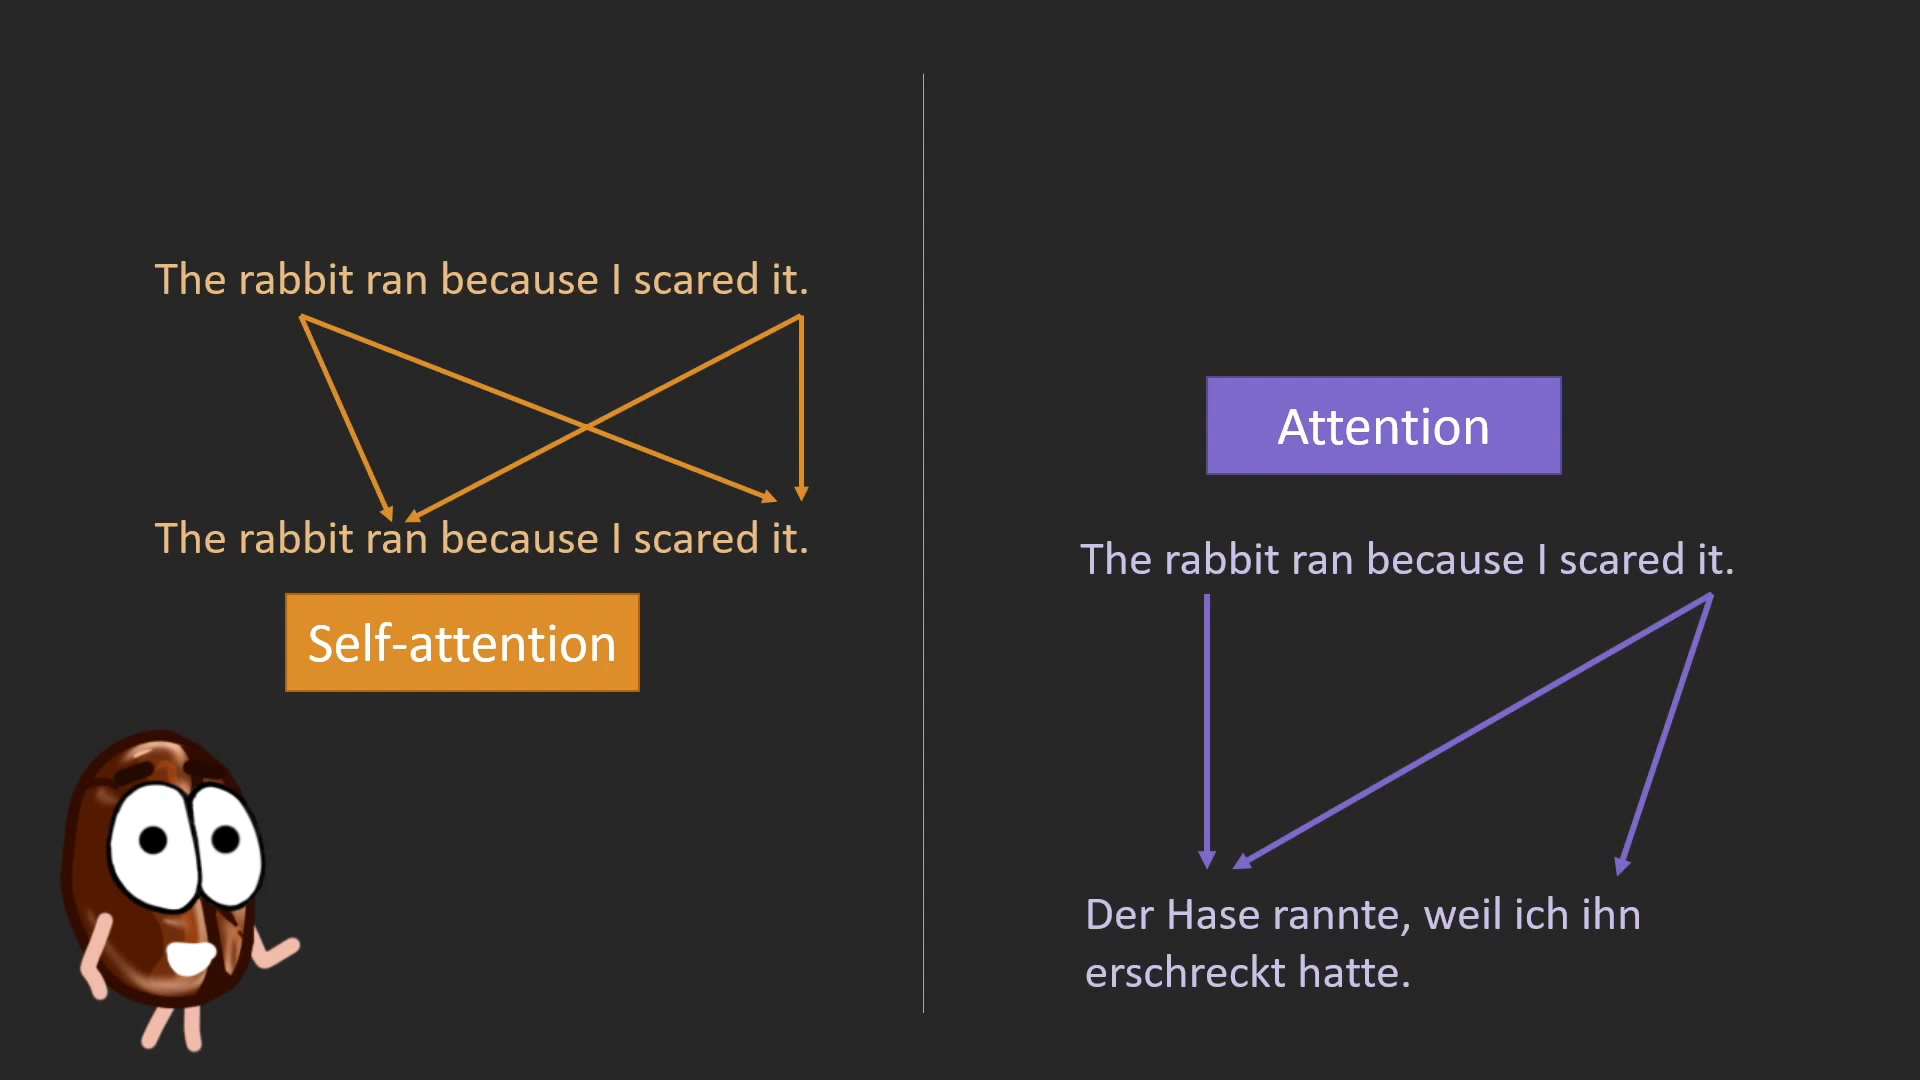 The rabbit ran because I scared it.
The rabbit ran because I scared it.
Self-attention
Attention
The rabbit ran because I scared it.
Der Hase rannte, weil ich ihn
erschreckt hatte.